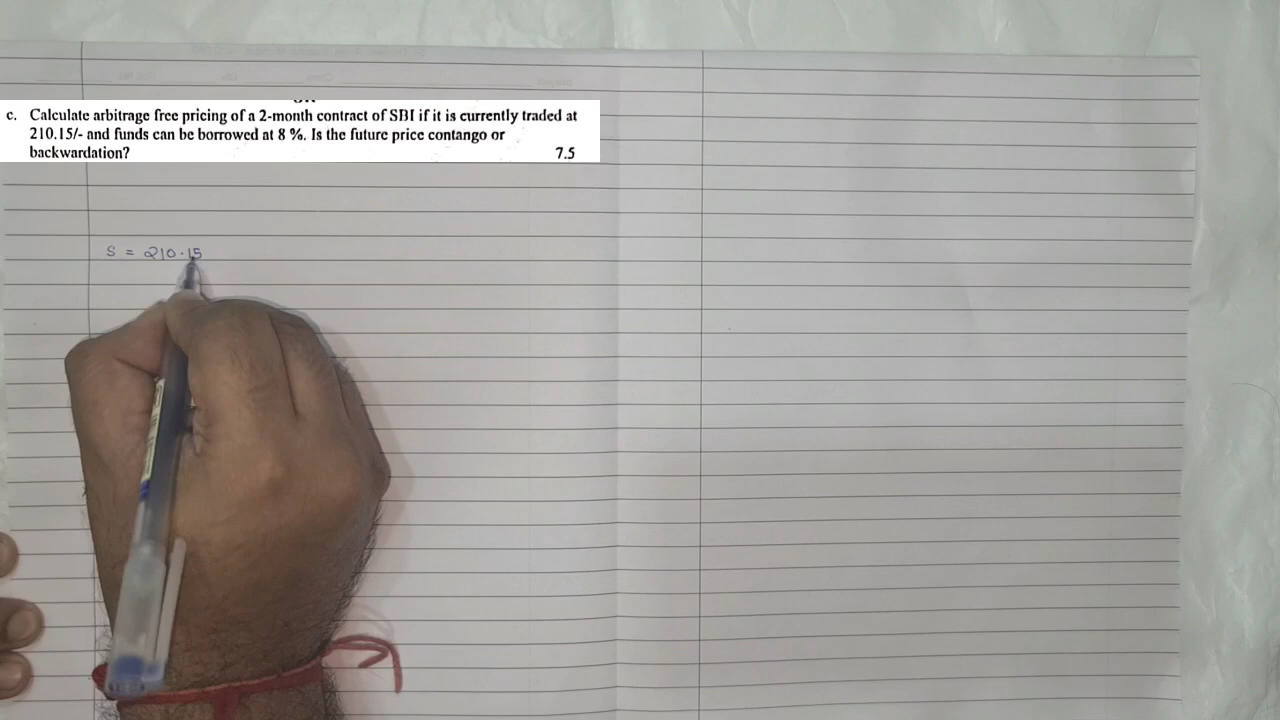 c. Calculate arbitrage free pricing of a 2-month contract of SBI if it is currently traded at
210.15/- and funds can be borrowed at 8 %. Is the future price contango or
backwardation? 7.5
S = 210.15